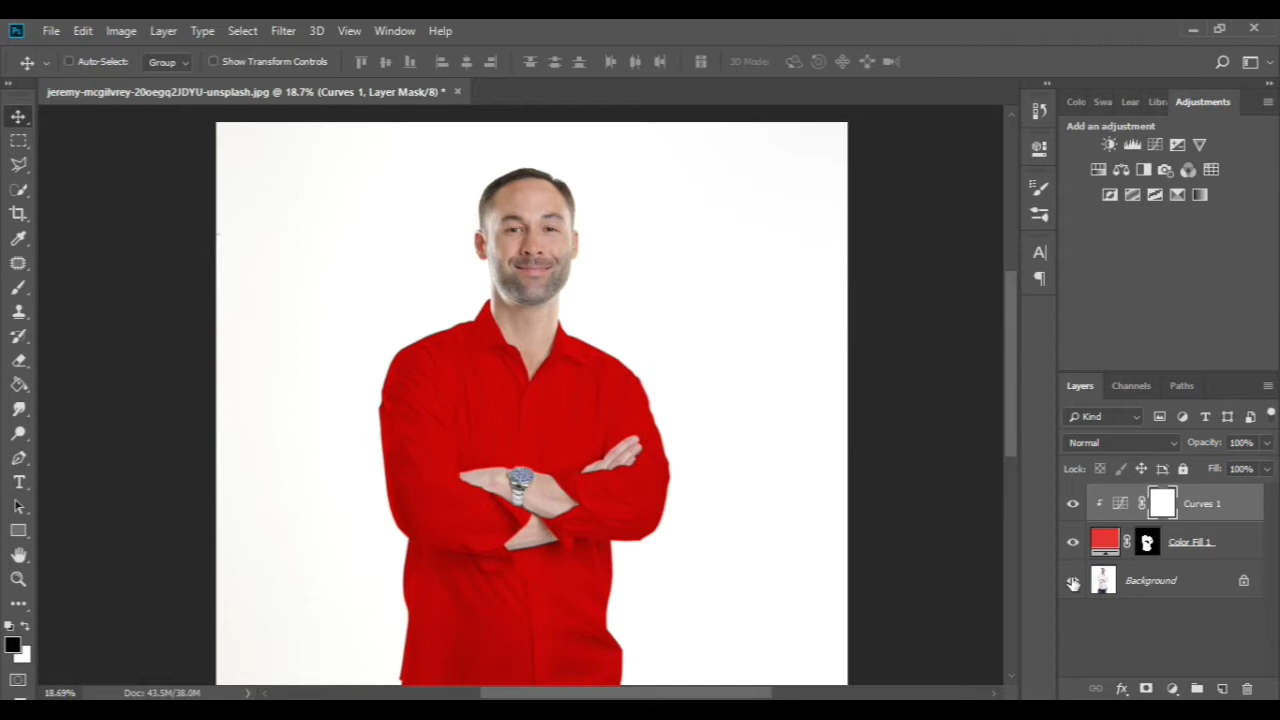 Ps File Edit Image Layer Type Select Filter 3D View Window Help
Auto-Select: Group Show Transform Controls 3D Mode:
jeremy-mcgilvrey-20oegq2JDYU-unsplash.jpg @ 18.7% (Curves 1, Layer Mask/8) *
Colo Swa Lear Libra Adjustments
Add an adjustment
Layers Channels Paths
Kind
Normal Opacity: 100%
Lock: Fill: 100%
Curves 1
Color Fill 1
Background
18.69% Doc: 43.5M/38.0M